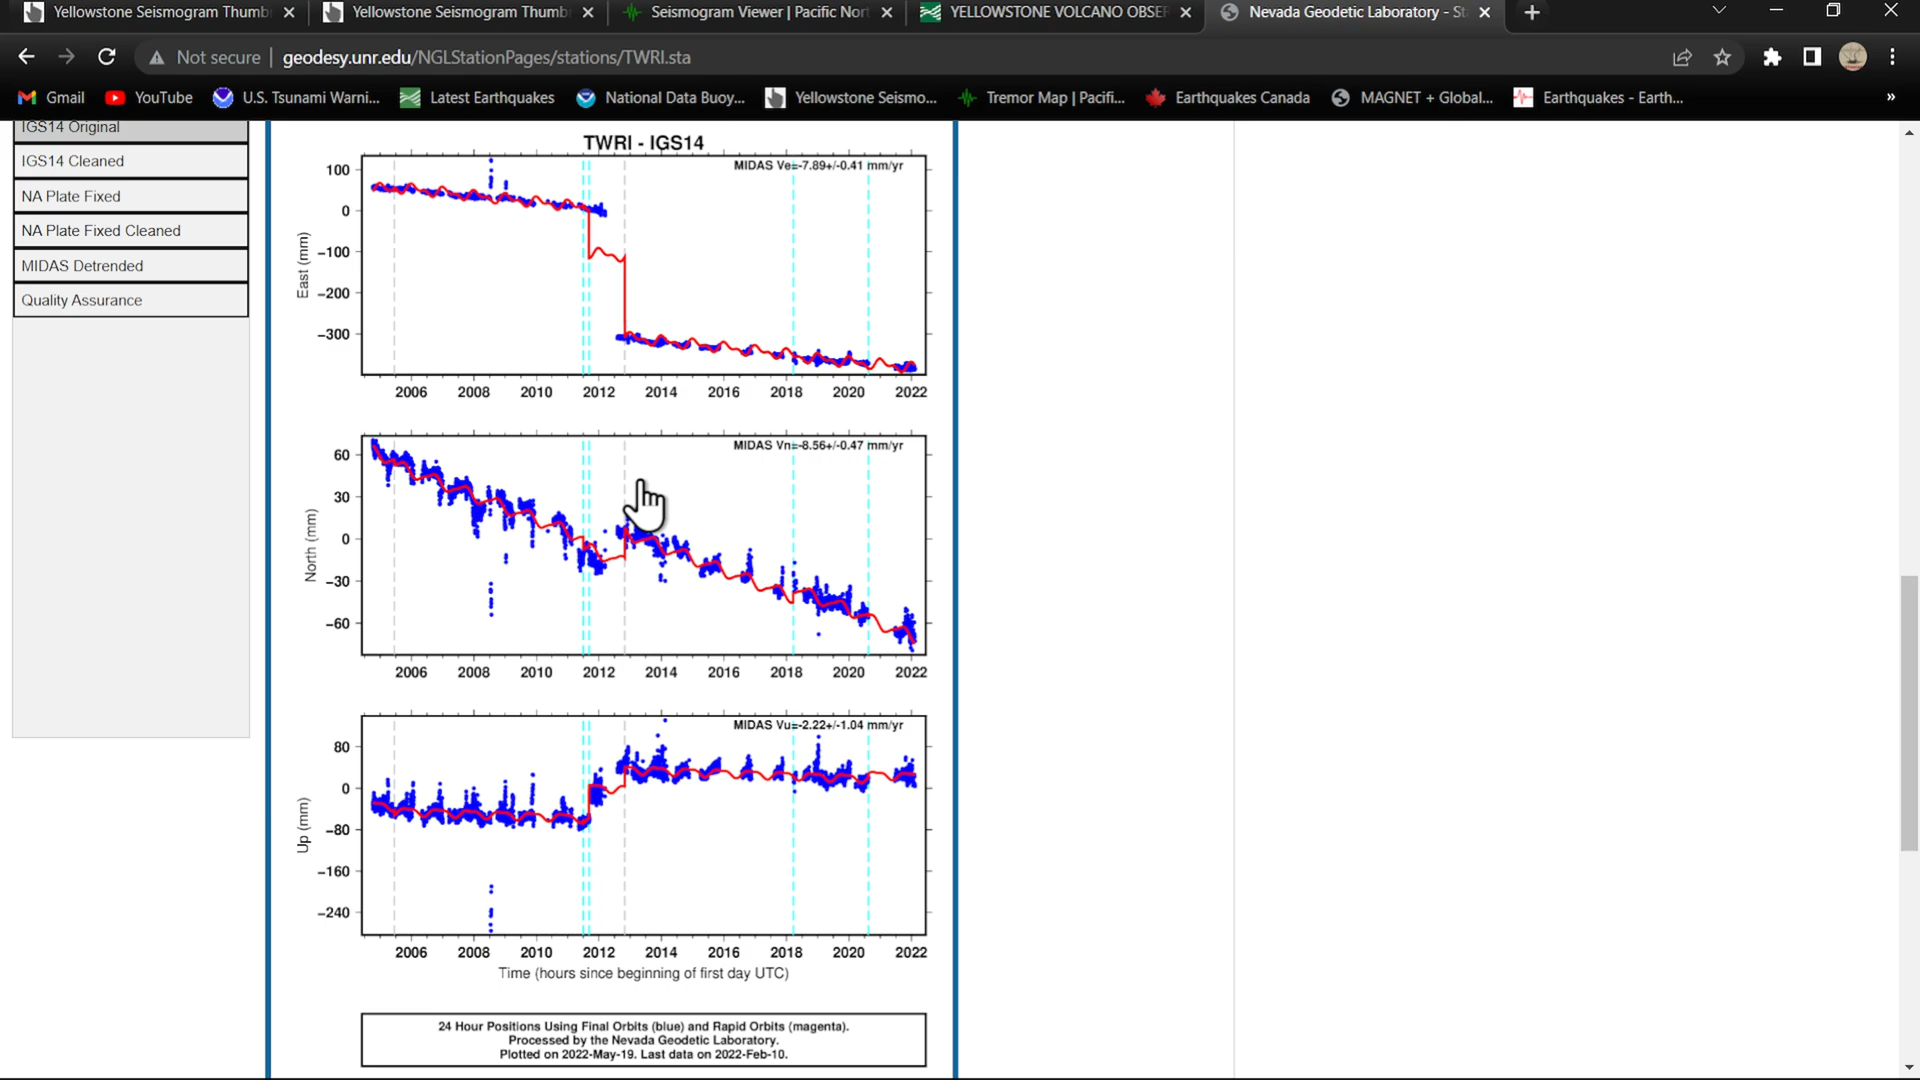 Yellowstone Seismogram Thumb
Yellowstone Seismogram Thumb
Seismogram Viewer | Pacific Nort
YELLOWSTONE VOLCANO OBSER
Nevada Geodetic Laboratory - St
Not secure
geodesy.unr.edu/NGLStationPages/stations/TWRI.sta
Gmail
YouTube
U.S. Tsunami Warni...
Latest Earthquakes
National Data Buoy...
Yellowstone Seismo...
Tremor Map | Pacifi...
Earthquakes Canada
MAGNET + Global...
Earthquakes - Earth...
»
IGS14 Original
IGS14 Cleaned
NA Plate Fixed
NA Plate Fixed Cleaned
MIDAS Detrended
Quality Assurance
TWRI - IGS14
MIDAS Ve=-7.89+/-0.41 mm/yr
East (mm)
100
0
−100
−200
−300
2006 2008 2010 2012 2014 2016 2018 2020 2022
MIDAS Vn=-8.56+/-0.47 mm/yr
North (mm)
60
30
0
−30
−60
2006 2008 2010 2012 2014 2016 2018 2020 2022
MIDAS Vu=-2.22+/-1.04 mm/yr
Up (mm)
80
0
−80
−160
−240
2006 2008 2010 2012 2014 2016 2018 2020 2022
Time (hours since beginning of first day UTC)
24 Hour Positions Using Final Orbits (blue) and Rapid Orbits (magenta).
Processed by the Nevada Geodetic Laboratory.
Plotted on 2022-May-19. Last data on 2022-Feb-10.